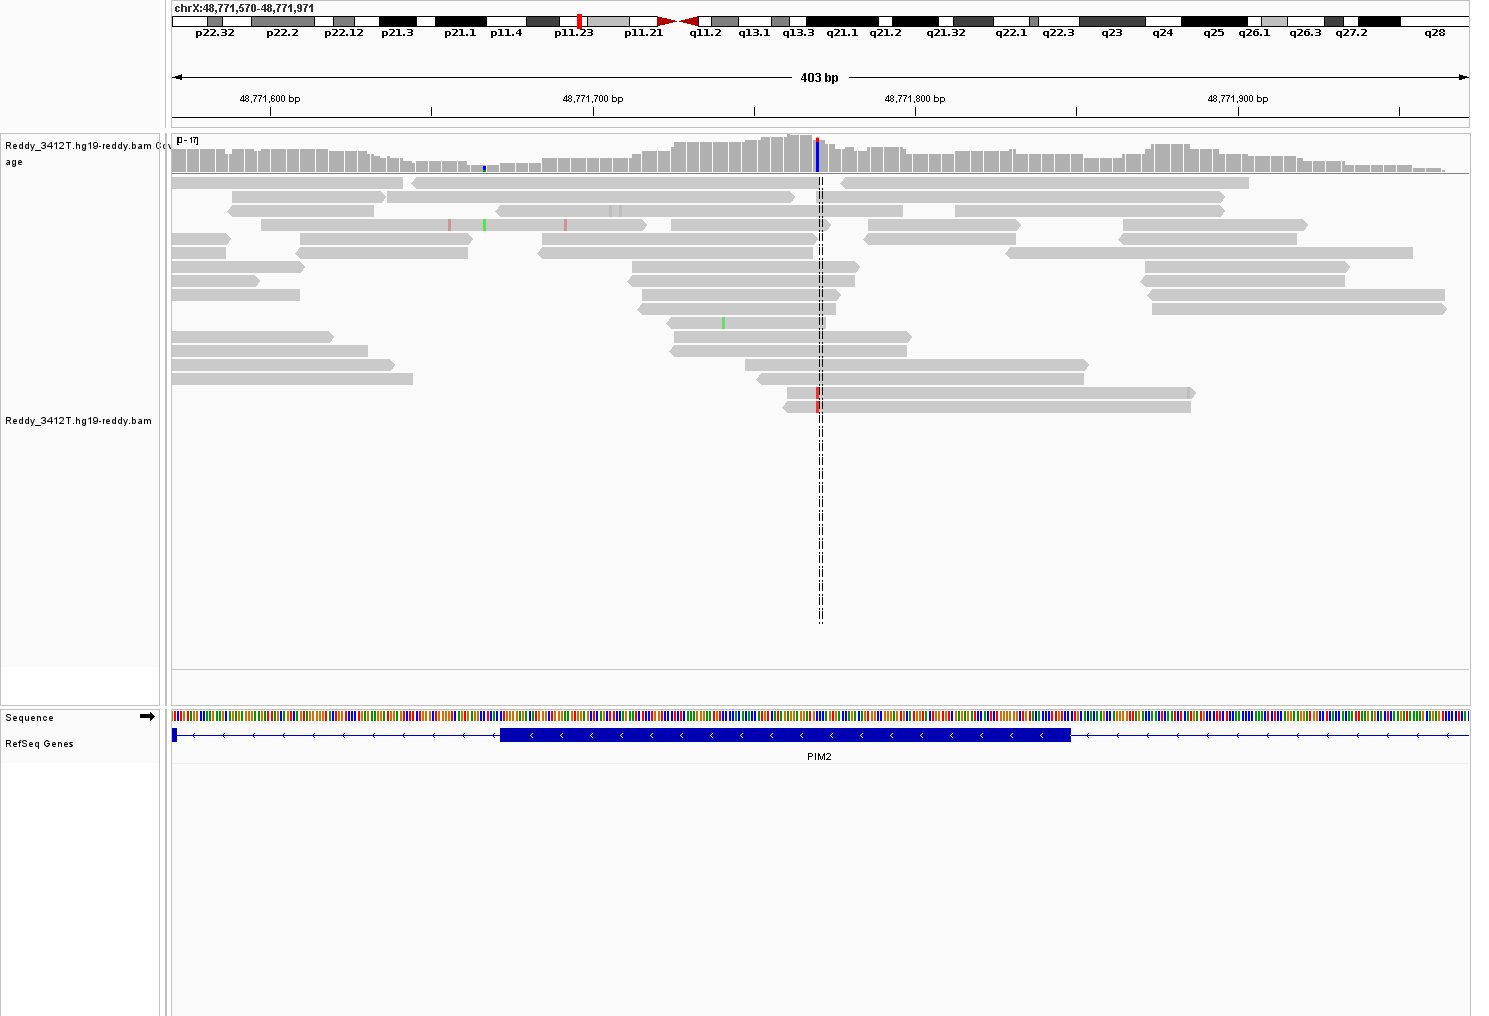 chrX:48,771,570-48,771,971
p22.32 p22.2 p22.12 p21.3 p21.1 p11.4 p11.23 p11.21 q11.2 q13.1 q13.3 q21.1 q21.2 q21.32 q22.1 q22.3 q23 q24 q25 q26.1 q26.3 q27.2 q28
403 bp
48,771,600 bp 48,771,700 bp 48,771,800 bp 48,771,900 bp
Reddy_3412T.hg19-reddy.bam Cov
age
[0 - 17]
Reddy_3412T.hg19-reddy.bam
Sequence
RefSeq Genes
PIM2